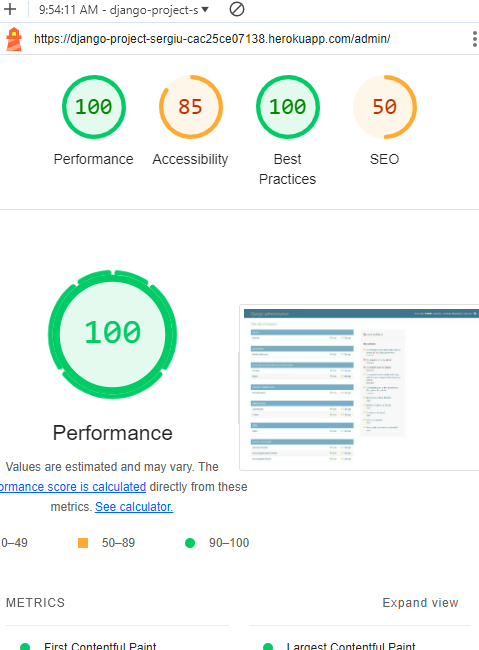 9:54:11 AM - django-project-s
https://django-project-sergiu-cac25ce07138.herokuapp.com/admin/
100
85
100
50
Performance
Accessibility
Best
Practices
SEO
100
Django administration
Performance
Values are estimated and may vary. The
ormance score is calculated directly from these
metrics. See calculator.
0–49
50–89
90–100
METRICS
Expand view
First Contentful Paint
Largest Contentful Paint